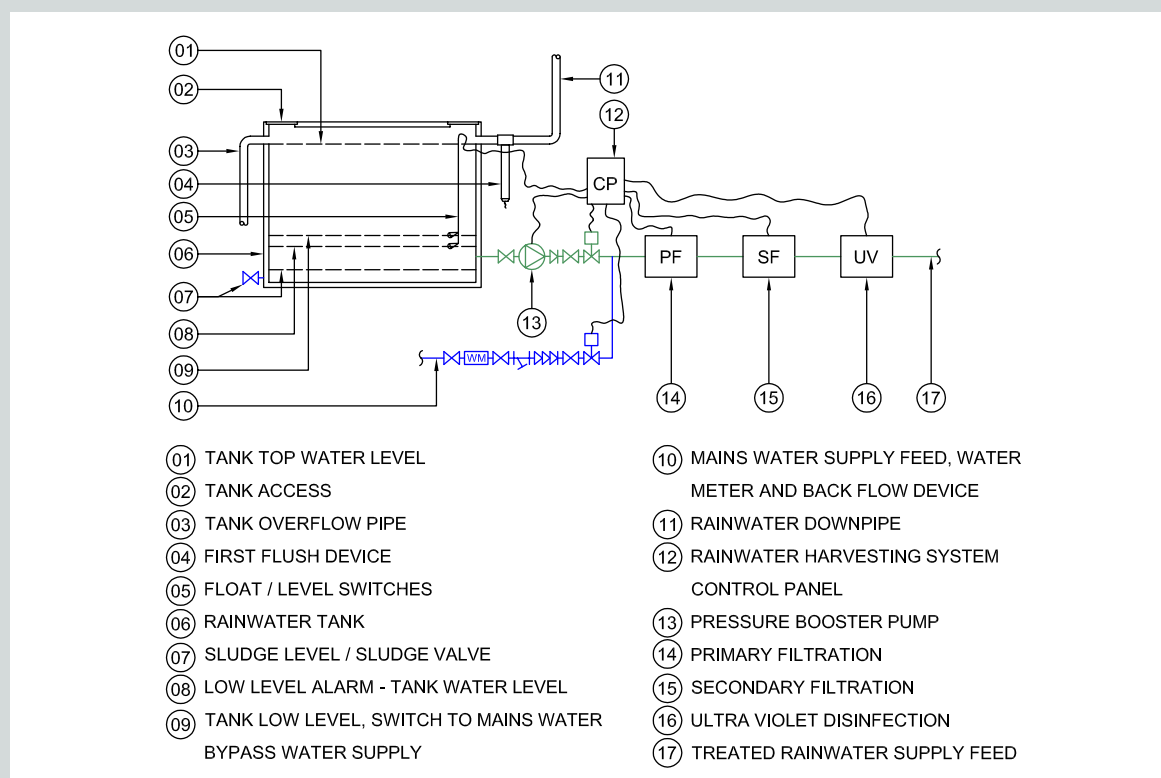 01
02
03
04
05
06
07
08
09
10
11
12
CP
PF
SF
UV
13
WM
14
15
16
17
01 TANK TOP WATER LEVEL
02 TANK ACCESS
03 TANK OVERFLOW PIPE
04 FIRST FLUSH DEVICE
05 FLOAT / LEVEL SWITCHES
06 RAINWATER TANK
07 SLUDGE LEVEL / SLUDGE VALVE
08 LOW LEVEL ALARM - TANK WATER LEVEL
09 TANK LOW LEVEL, SWITCH TO MAINS WATER
BYPASS WATER SUPPLY
10 MAINS WATER SUPPLY FEED, WATER
METER AND BACK FLOW DEVICE
11 RAINWATER DOWNPIPE
12 RAINWATER HARVESTING SYSTEM
CONTROL PANEL
13 PRESSURE BOOSTER PUMP
14 PRIMARY FILTRATION
15 SECONDARY FILTRATION
16 ULTRA VIOLET DISINFECTION
17 TREATED RAINWATER SUPPLY FEED